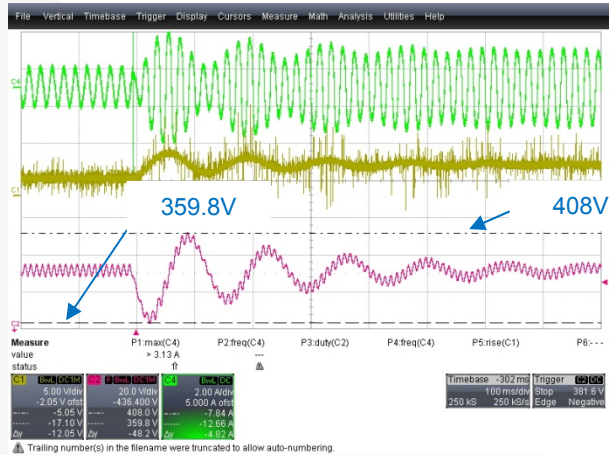 File Vertical Timebase Trigger Display Cursors Measure Math Analysis Utilities Help
C4
C1
359.8V
408V
C2
Measure P1:max(C4) P2:freq(C4) P3:duty(C2) P4:freq(C4) P5:rise(C1) P6:- - -
value > 3.13 A ---
status
C1 BwL DC1M
5.00 V/div
-2.05 V ofst
-5.05 V
-17.10 V
Δy -12.05 V
C2 BwL DC1M
20.0 V/div
-436.400 V
408.0 V
359.8 V
Δy -48.2 V
C4 BwL DC
2.00 A/div
5.000 A ofst
-7.84 A
-12.66 A
Δy -4.82 A
Timebase -302 ms
100 ms/div
250 kS 250 kS/s
Trigger C2 DC
Stop 381.6 V
Edge Negative
Trailing number(s) in the filename were truncated to allow auto-numbering.